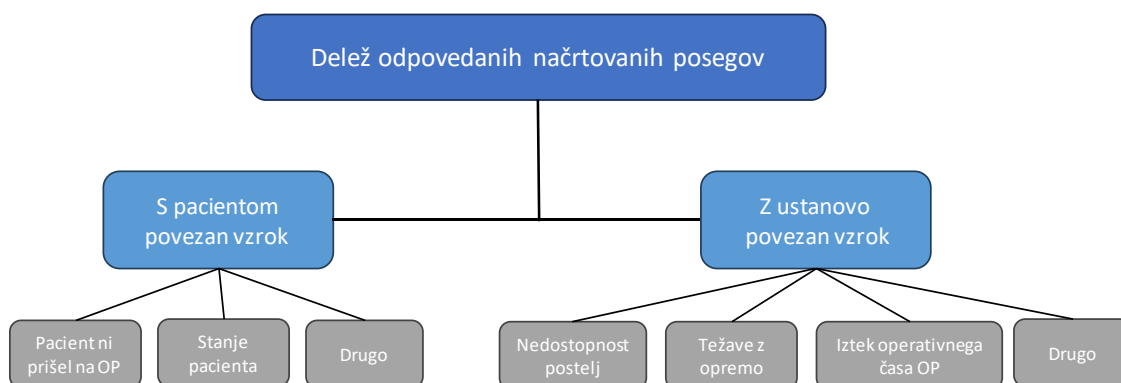 Delež odpovedanih načrtovanih posegov
S pacientom
povezan vzrok
Z ustanovo
povezan vzrok
Pacient ni
prišel na OP
Stanje
pacienta
Drugo
Nedostopnost
postelj
Težave z
opremo
Iztek operativnega
časa OP
Drugo